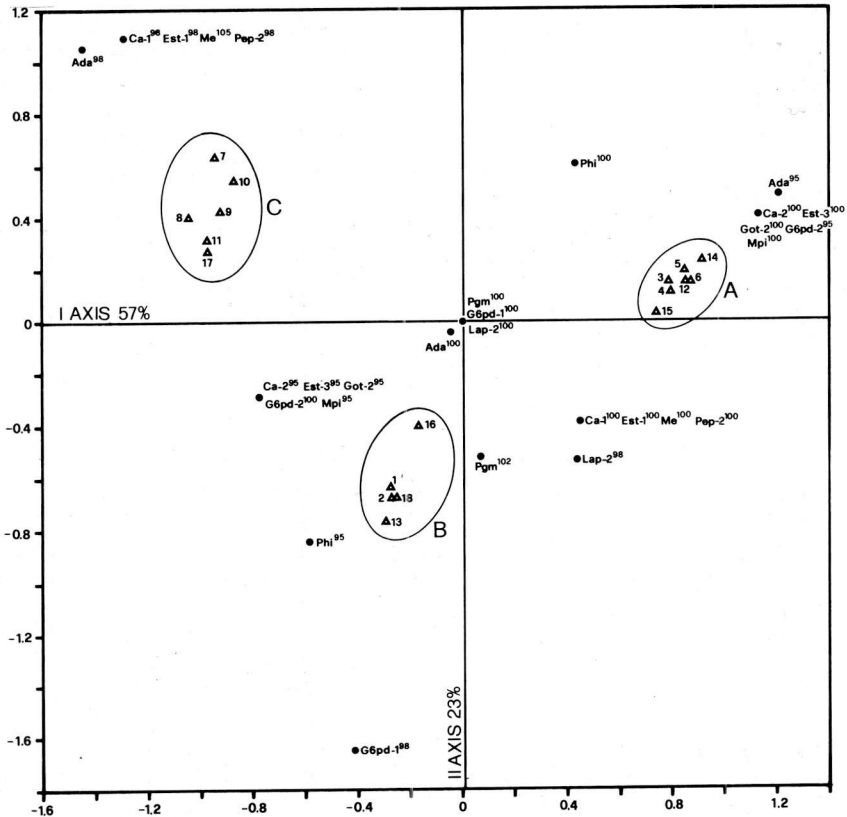 1.2
Ca-1⁹⁶ Est-1⁹⁸ Me¹⁰⁵ Pep-2⁹⁸
Ada⁹⁸
0.8
7
10
Phi¹⁰⁰
Ada⁹⁵
8
9
C
0.4
Ca-2¹⁰⁰ Est-3¹⁰⁰
Got-2¹⁰⁰ G6pd-2⁹⁵
Mpi¹⁰⁰
11
17
5
14
3
6
4
12
A
15
I AXIS 57%
Pgm¹⁰⁰
G6pd-1¹⁰⁰
Lap-2¹⁰⁰
0
Ada¹⁰⁰
Ca-2⁹⁵ Est-3⁹⁵ Got-2⁹⁵
G6pd-2¹⁰⁰ Mpi⁹⁵
-0.4
16
Ca-1¹⁰⁰ Est-1¹⁰⁰ Me¹⁰⁰ Pep-2¹⁰⁰
Pgm¹⁰²
Lap-2⁹⁸
1
2
18
13
B
-0.8
Phi⁹⁵
-1.2
II AXIS 23%
-1.6
G6pd-1⁹⁸
-1.6
-1.2
-0.8
-0.4
0
0.4
0.8
1.2